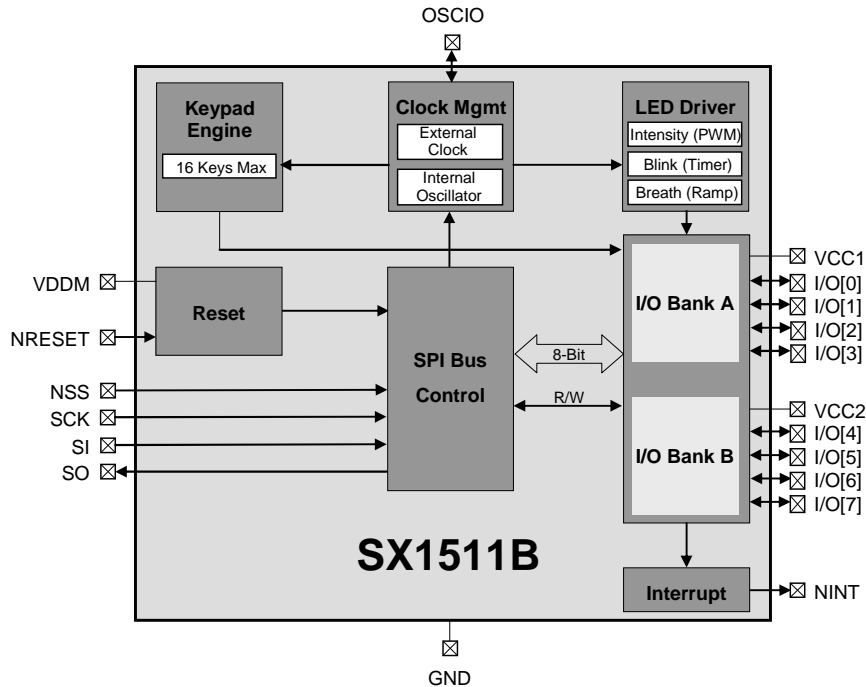 OSCIO
Keypad
Engine
16 Keys Max
Clock Mgmt
External
Clock
Internal
Oscillator
LED Driver
Intensity (PWM)
Blink (Timer)
Breath (Ramp)
VDDM
NRESET
Reset
NSS
SCK
SI
SO
SPI Bus
Control
8-Bit
R/W
I/O Bank A
I/O Bank B
VCC1
I/O[0]
I/O[1]
I/O[2]
I/O[3]
VCC2
I/O[4]
I/O[5]
I/O[6]
I/O[7]
SX1511B
Interrupt
NINT
GND